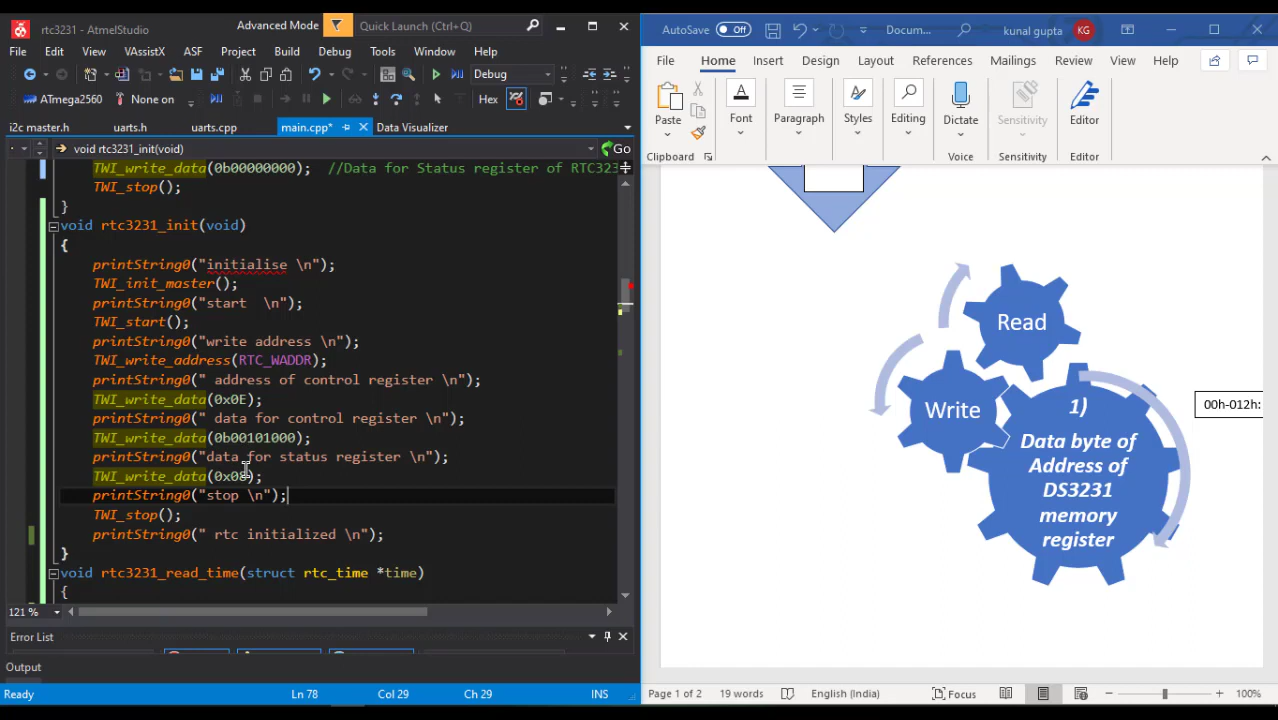 rtc3231 - AtmelStudio
Advanced Mode
Quick Launch (Ctrl+Q)
File Edit View VAssistX ASF Project Build Debug Tools Window Help
Debug
ATmega2560 None on Hex
i2c master.h uarts.h uarts.cpp main.cpp* Data Visualizer
void rtc3231_init(void) Go
TWI_write_data(0b00000000); //Data for Status register of RTC323
TWI_stop();
}
void rtc3231_init(void)
{
printString0("initialise \n");
TWI_init_master();
printString0("start \n");
TWI_start();
printString0("write address \n");
TWI_write_address(RTC_WADDR);
printString0(" address of control register \n");
TWI_write_data(0x0E);
printString0(" data for control register \n");
TWI_write_data(0b00101000);
printString0("data for status register \n");
TWI_write_data(0x08);
printString0("stop \n");
TWI_stop();
printString0(" rtc initialized \n");
}
void rtc3231_read_time(struct rtc_time *time)
{
121 %
Error List
Output
Ready Ln 78 Col 29 Ch 29 INS
AutoSave Off Docum... kunal gupta KG
File Home Insert Design Layout References Mailings Review View Help
Paste Font Paragraph Styles Editing Dictate Sensitivity Editor
Clipboard Voice Sensitivity Editor
Read
Write
1)
Data byte of
Address of
DS3231
memory
register
00h-012h:
Page 1 of 2 19 words English (India) Focus 100%